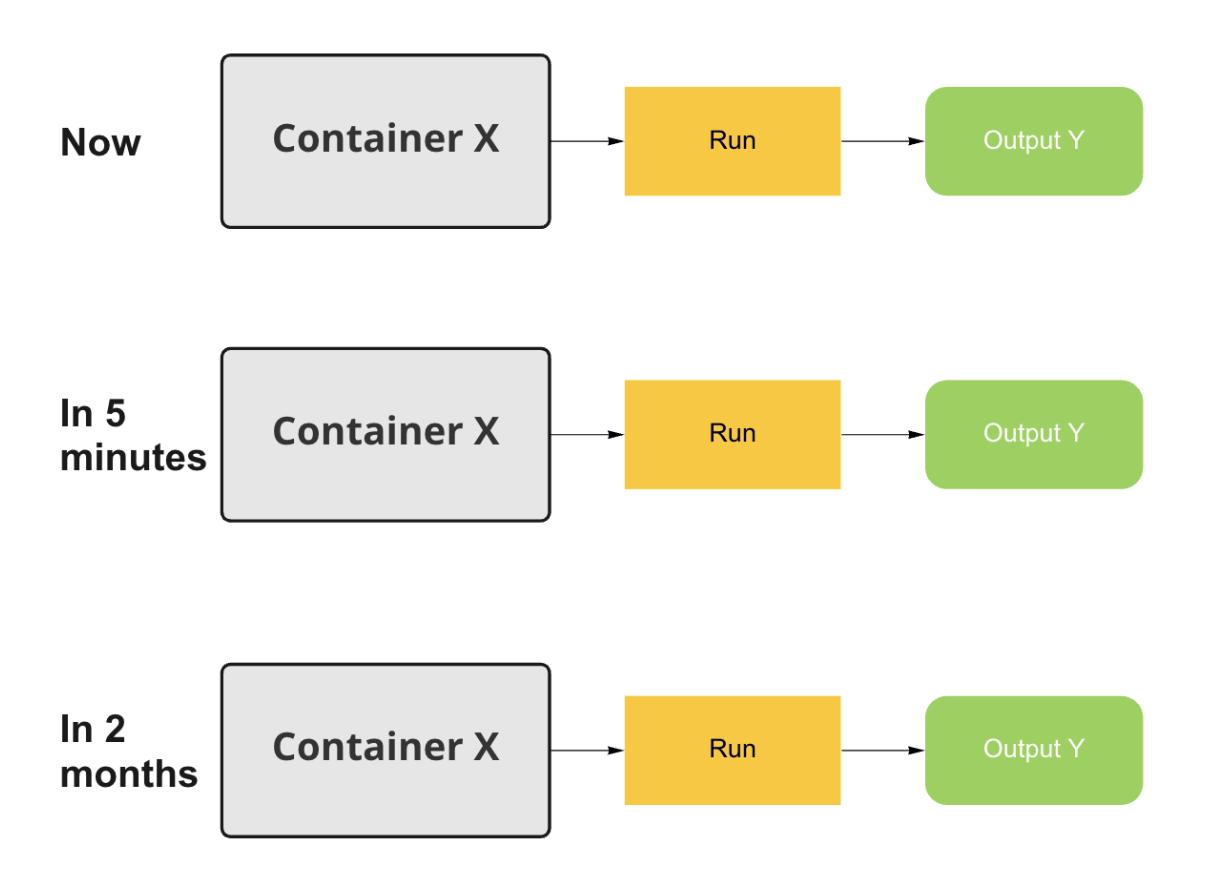 Now
Container X
Run
Output Y
In 5
minutes
Container X
Run
Output Y
In 2
months
Container X
Run
Output Y